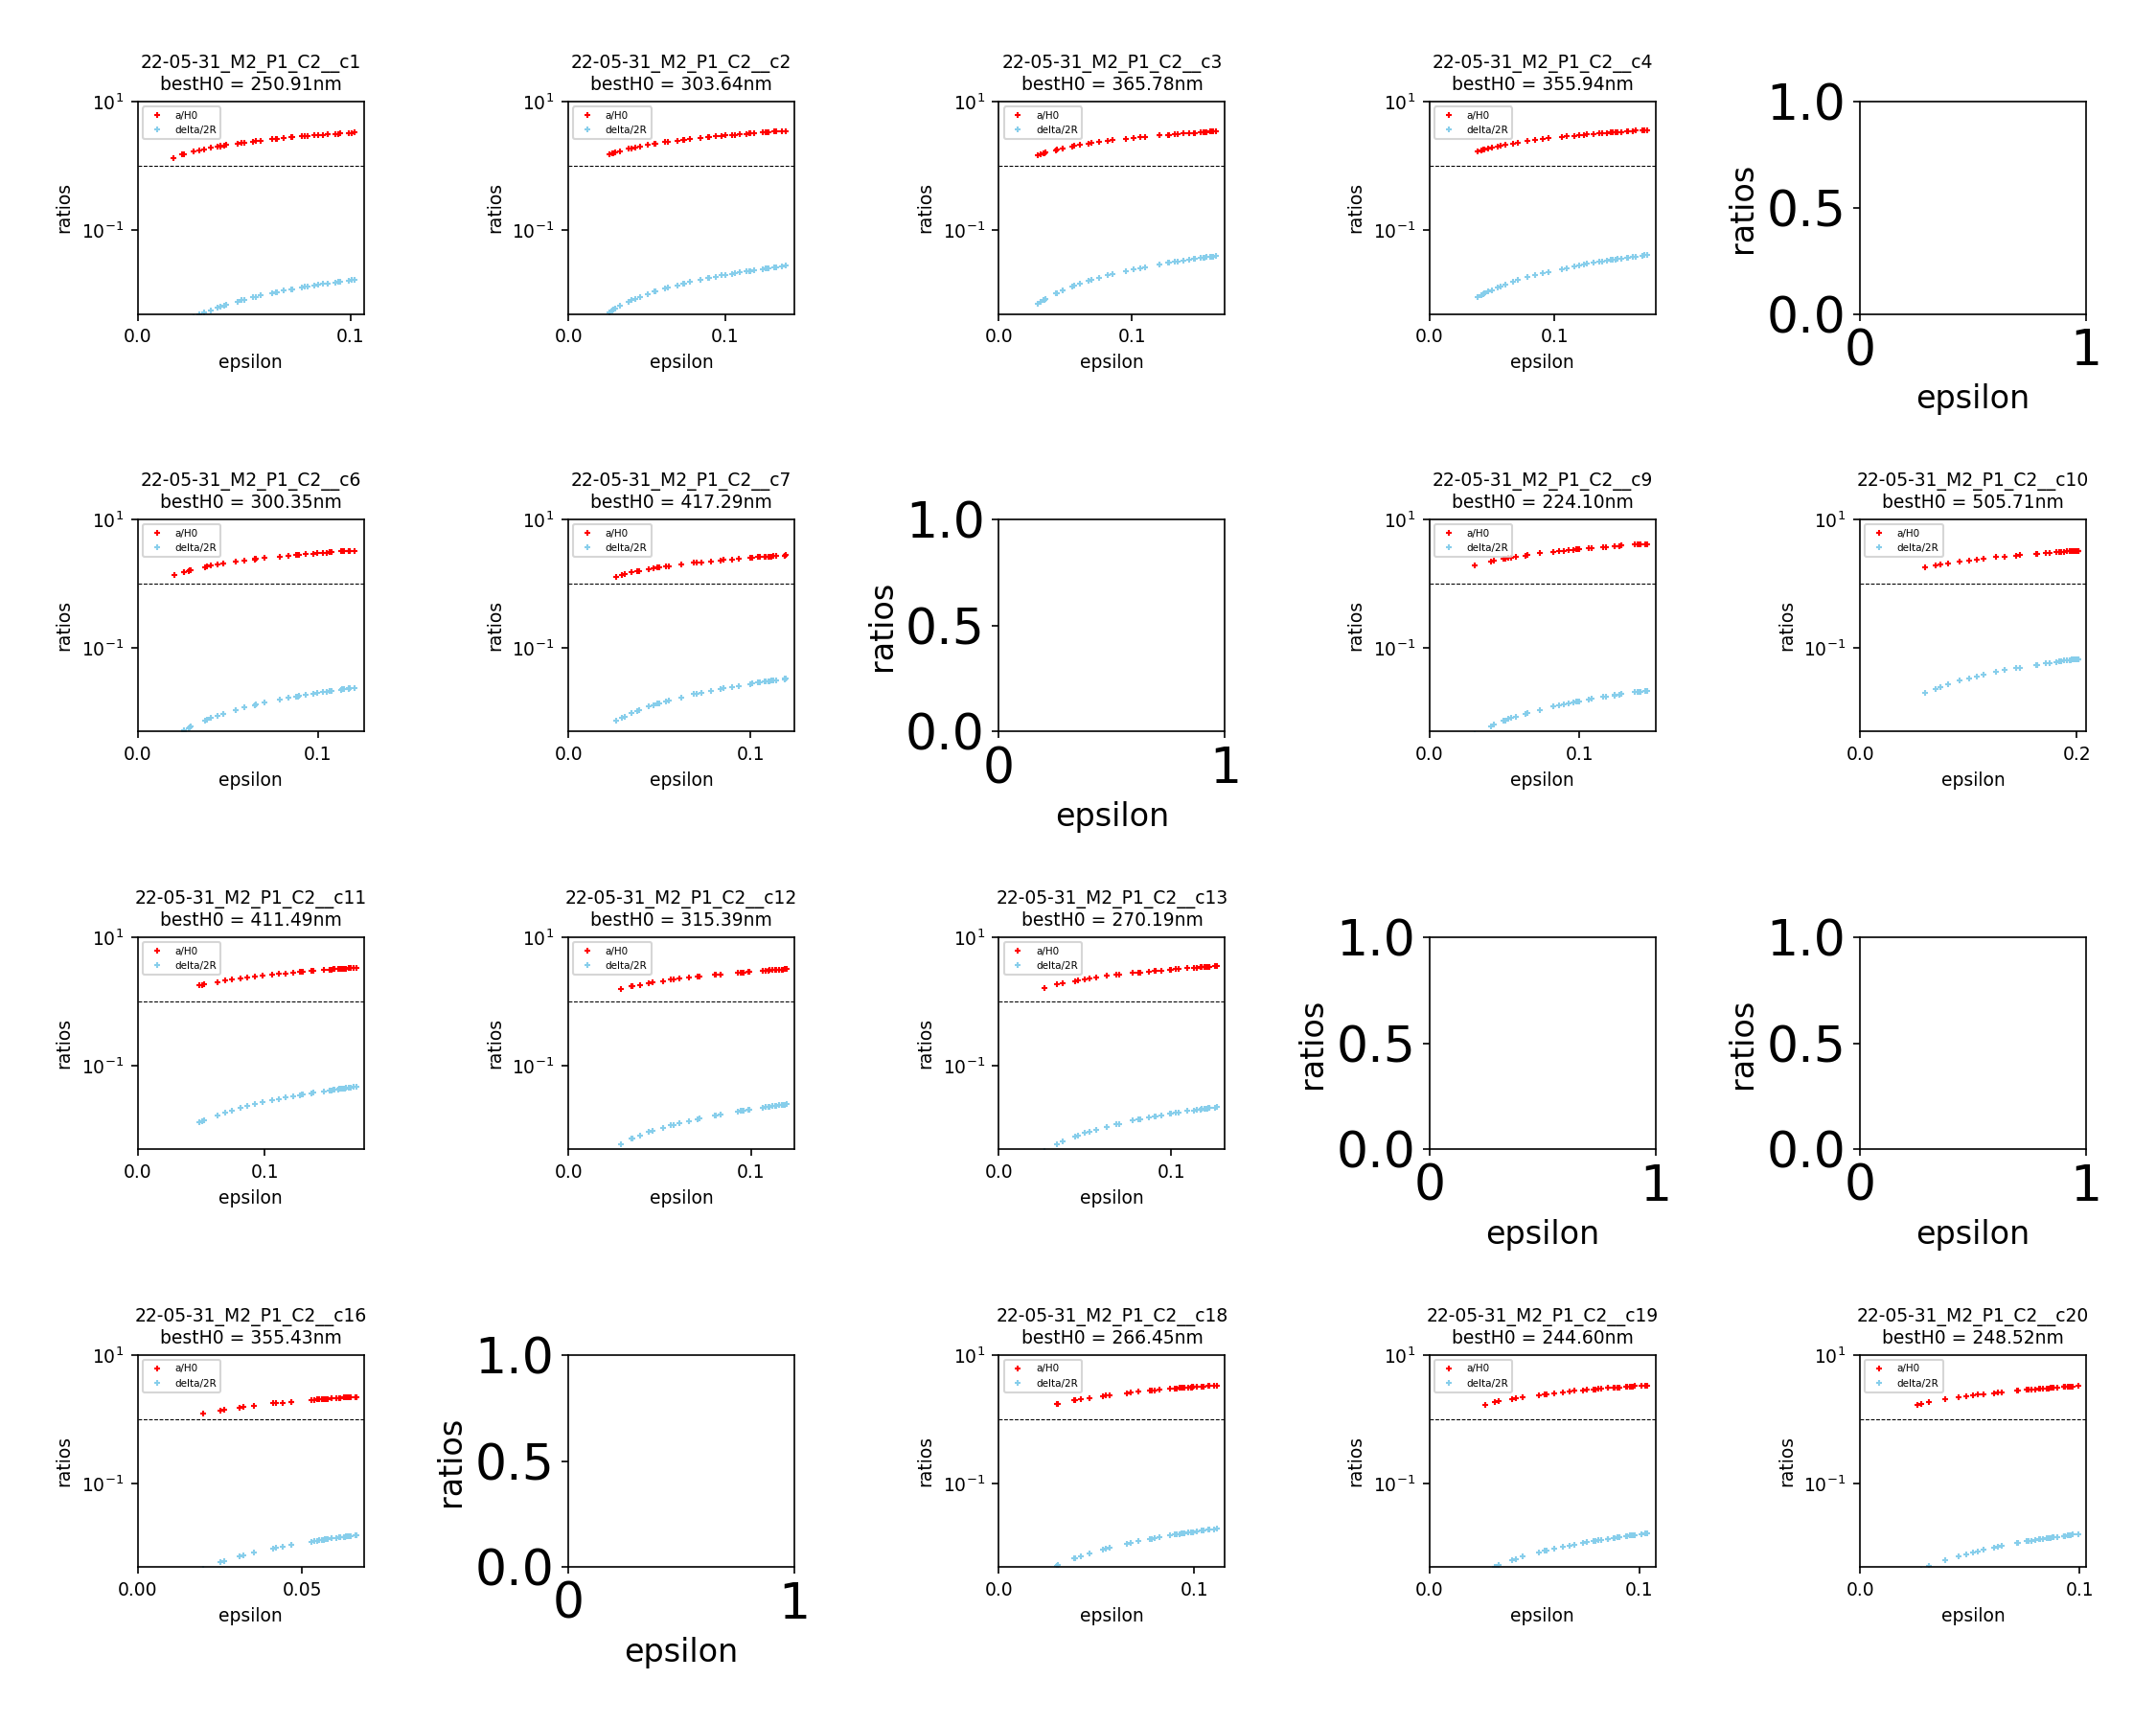 22-05-31_M2_P1_C2__c1
bestH0 = 250.91nm
10¹
a/H0
delta/2R
ratios
10⁻¹
0.0
0.1
epsilon
22-05-31_M2_P1_C2__c2
bestH0 = 303.64nm
10¹
a/H0
delta/2R
ratios
10⁻¹
0.0
0.1
epsilon
22-05-31_M2_P1_C2__c3
bestH0 = 365.78nm
10¹
a/H0
delta/2R
ratios
10⁻¹
0.0
0.1
epsilon
22-05-31_M2_P1_C2__c4
bestH0 = 355.94nm
10¹
a/H0
delta/2R
ratios
10⁻¹
0.0
0.1
epsilon
1.0
ratios
0.5
0.0
0
1
epsilon
22-05-31_M2_P1_C2__c6
bestH0 = 300.35nm
10¹
a/H0
delta/2R
ratios
10⁻¹
0.0
0.1
epsilon
22-05-31_M2_P1_C2__c7
bestH0 = 417.29nm
10¹
a/H0
delta/2R
ratios
10⁻¹
0.0
0.1
epsilon
1.0
ratios
0.5
0.0
0
1
epsilon
22-05-31_M2_P1_C2__c9
bestH0 = 224.10nm
10¹
a/H0
delta/2R
ratios
10⁻¹
0.0
0.1
epsilon
22-05-31_M2_P1_C2__c10
bestH0 = 505.71nm
10¹
a/H0
delta/2R
ratios
10⁻¹
0.0
0.2
epsilon
22-05-31_M2_P1_C2__c11
bestH0 = 411.49nm
10¹
a/H0
delta/2R
ratios
10⁻¹
0.0
0.1
epsilon
22-05-31_M2_P1_C2__c12
bestH0 = 315.39nm
10¹
a/H0
delta/2R
ratios
10⁻¹
0.0
0.1
epsilon
22-05-31_M2_P1_C2__c13
bestH0 = 270.19nm
10¹
a/H0
delta/2R
ratios
10⁻¹
0.0
0.1
epsilon
1.0
ratios
0.5
0.0
0
1
epsilon
1.0
ratios
0.5
0.0
0
1
epsilon
22-05-31_M2_P1_C2__c16
bestH0 = 355.43nm
10¹
a/H0
delta/2R
ratios
10⁻¹
0.00
0.05
epsilon
1.0
ratios
0.5
0.0
0
1
epsilon
22-05-31_M2_P1_C2__c18
bestH0 = 266.45nm
10¹
a/H0
delta/2R
ratios
10⁻¹
0.0
0.1
epsilon
22-05-31_M2_P1_C2__c19
bestH0 = 244.60nm
10¹
a/H0
delta/2R
ratios
10⁻¹
0.0
0.1
epsilon
22-05-31_M2_P1_C2__c20
bestH0 = 248.52nm
10¹
a/H0
delta/2R
ratios
10⁻¹
0.0
0.1
epsilon